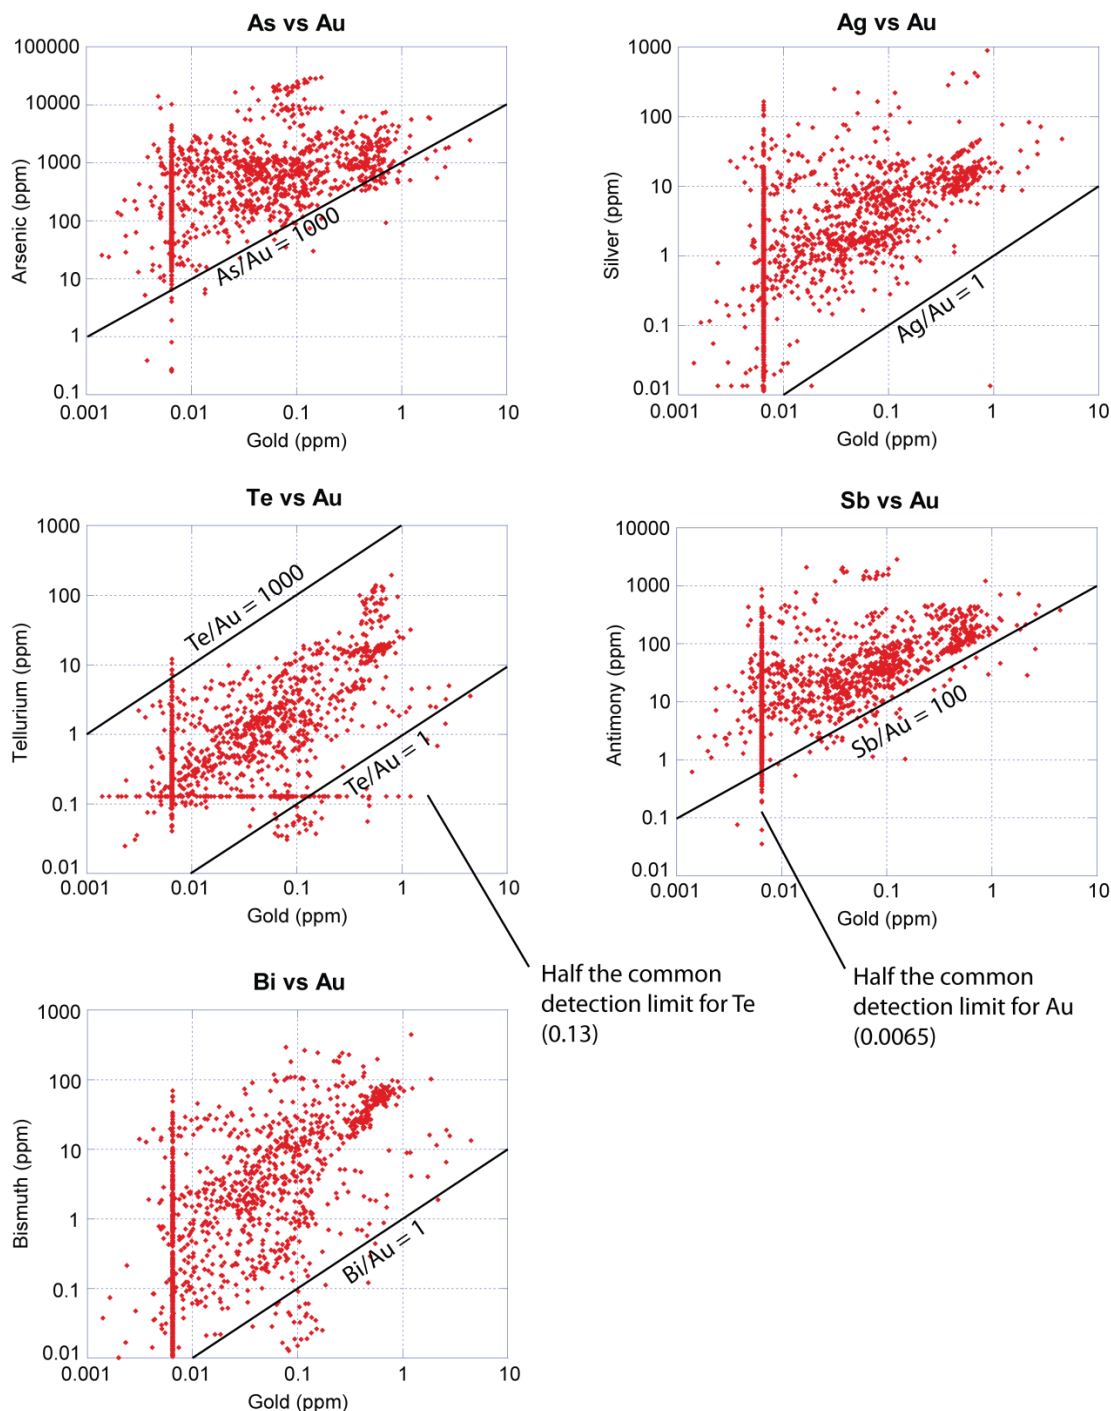 As vs Au
100000
10000
1000
100
10
1
0.1
0.001
0.01
0.1
1
10
Arsenic (ppm)
Gold (ppm)
As/Au = 1000
Ag vs Au
1000
100
10
1
0.1
0.01
0.001
0.01
0.1
1
10
Silver (ppm)
Gold (ppm)
Ag/Au = 1
Te vs Au
1000
100
10
1
0.1
0.01
0.001
0.01
0.1
1
10
Tellurium (ppm)
Gold (ppm)
Te/Au = 1000
Te/Au = 1
Sb vs Au
10000
1000
100
10
1
0.1
0.01
0.001
0.01
0.1
1
10
Antimony (ppm)
Gold (ppm)
Sb/Au = 100
Half the common
detection limit for Te
(0.13)
Half the common
detection limit for Au
(0.0065)
Bi vs Au
1000
100
10
1
0.1
0.01
0.001
0.01
0.1
1
10
Bismuth (ppm)
Gold (ppm)
Bi/Au = 1